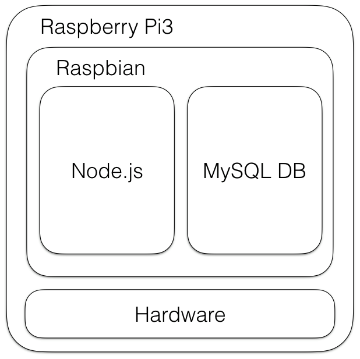 Raspberry Pi3
Raspbian
Node.js
MySQL DB
Hardware